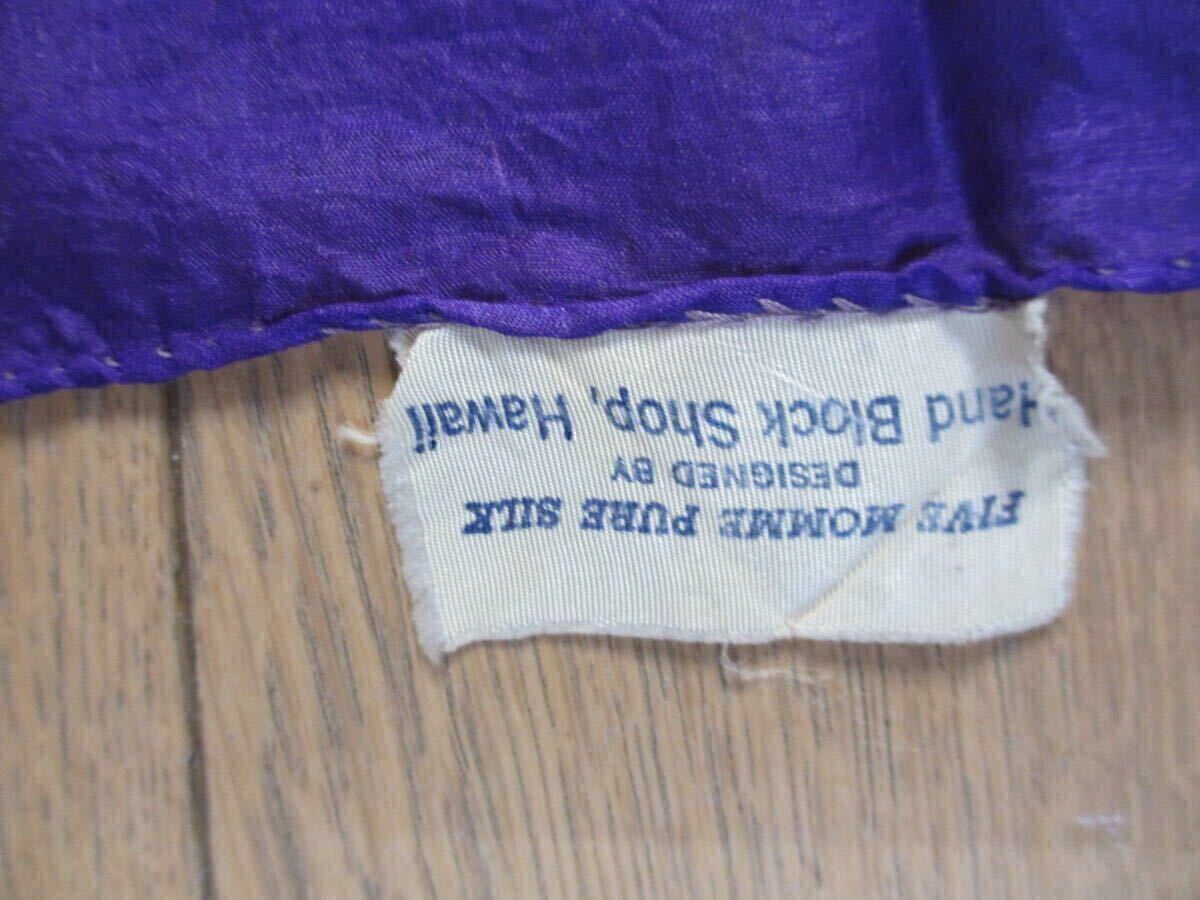 FIVE MOMME PURE SILK
DESIGNED BY
Hand Block Shop, Hawaii